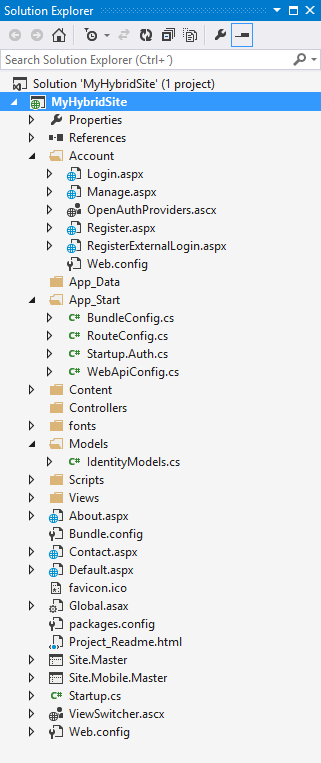 Solution Explorer
Search Solution Explorer (Ctrl+´)
Solution 'MyHybridSite' (1 project)
MyHybridSite
Properties
References
Account
Login.aspx
Manage.aspx
OpenAuthProviders.ascx
Register.aspx
RegisterExternalLogin.aspx
Web.config
App_Data
App_Start
C# BundleConfig.cs
C# RouteConfig.cs
C# Startup.Auth.cs
C# WebApiConfig.cs
Content
Controllers
fonts
Models
C# IdentityModels.cs
Scripts
Views
About.aspx
Bundle.config
Contact.aspx
Default.aspx
favicon.ico
Global.asax
packages.config
Project_Readme.html
Site.Master
Site.Mobile.Master
C# Startup.cs
ViewSwitcher.ascx
Web.config